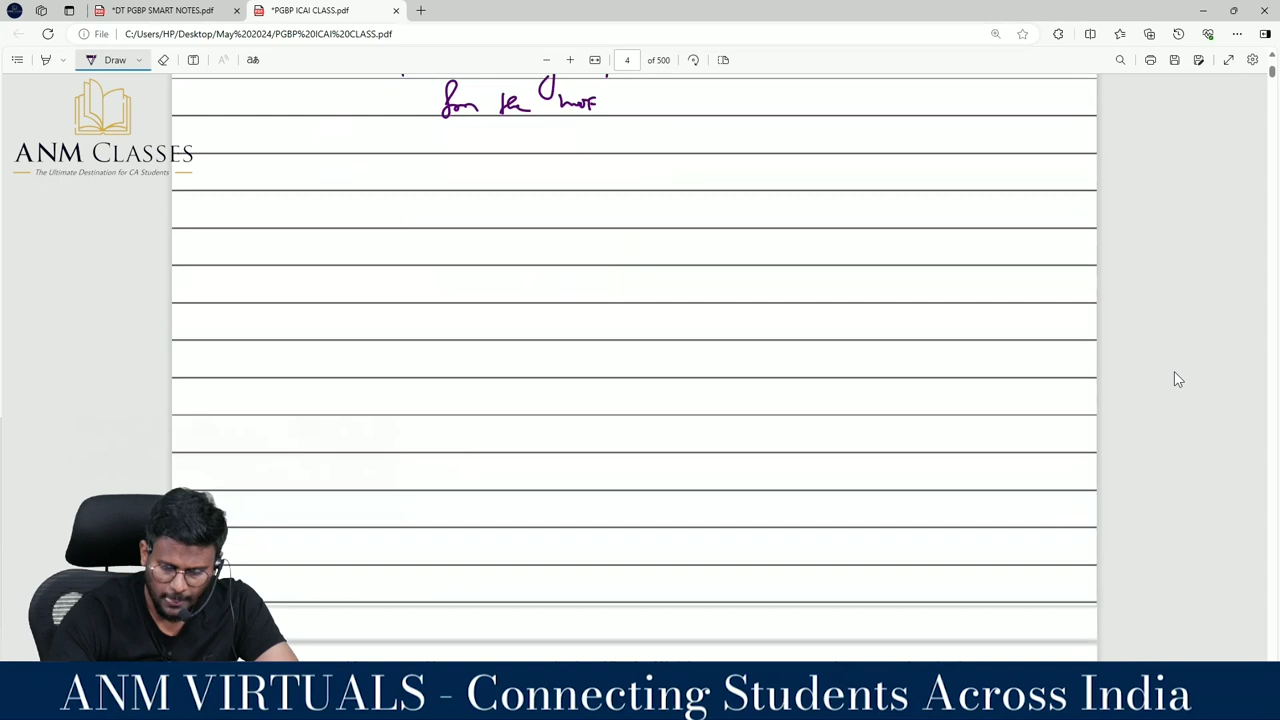 *DT PGBP SMART NOTES.pdf
*PGBP ICAI CLASS.pdf
File
C:/Users/HP/Desktop/May%202024/PGBP%20ICAI%20CLASS.pdf
Draw
4 of 500
for the
ANM CLASSES
The Ultimate Destination for CA Students
ANM VIRTUALS - Connecting Students Across India